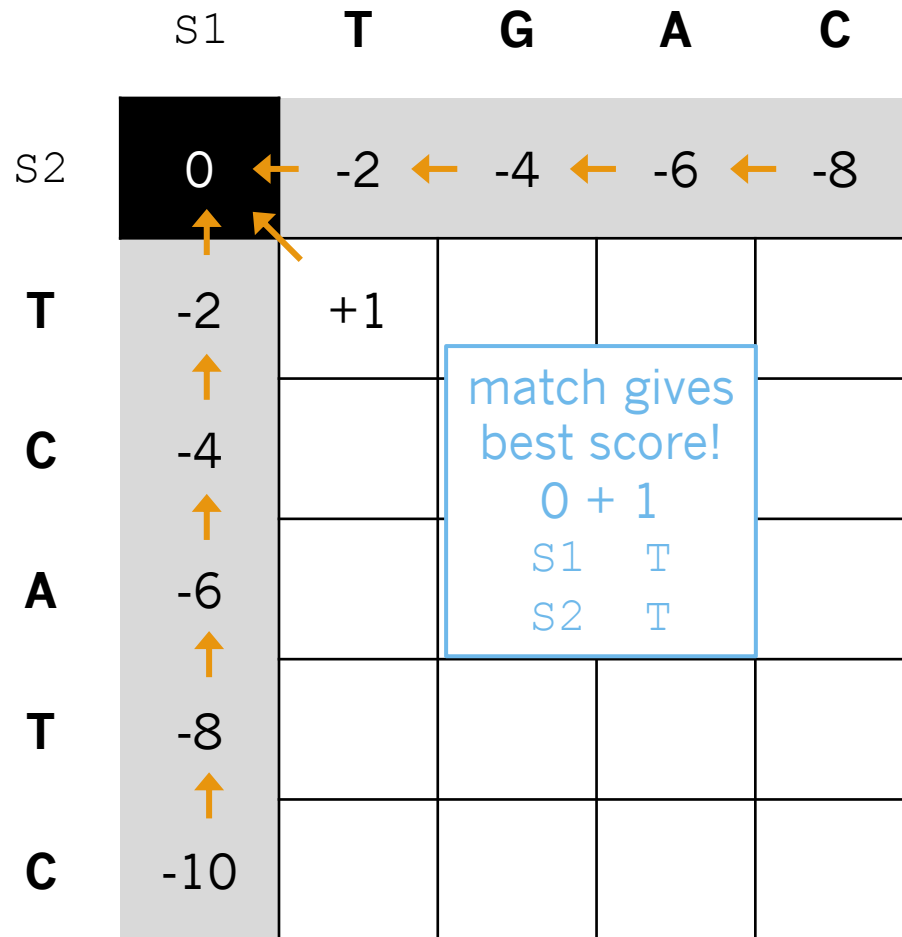 S1 T G A C
S2 0 -2 -4 -6 -8
T -2 +1
C -4
A -6
T -8
C -10
match gives
best score!
0 + 1
S1 T
S2 T